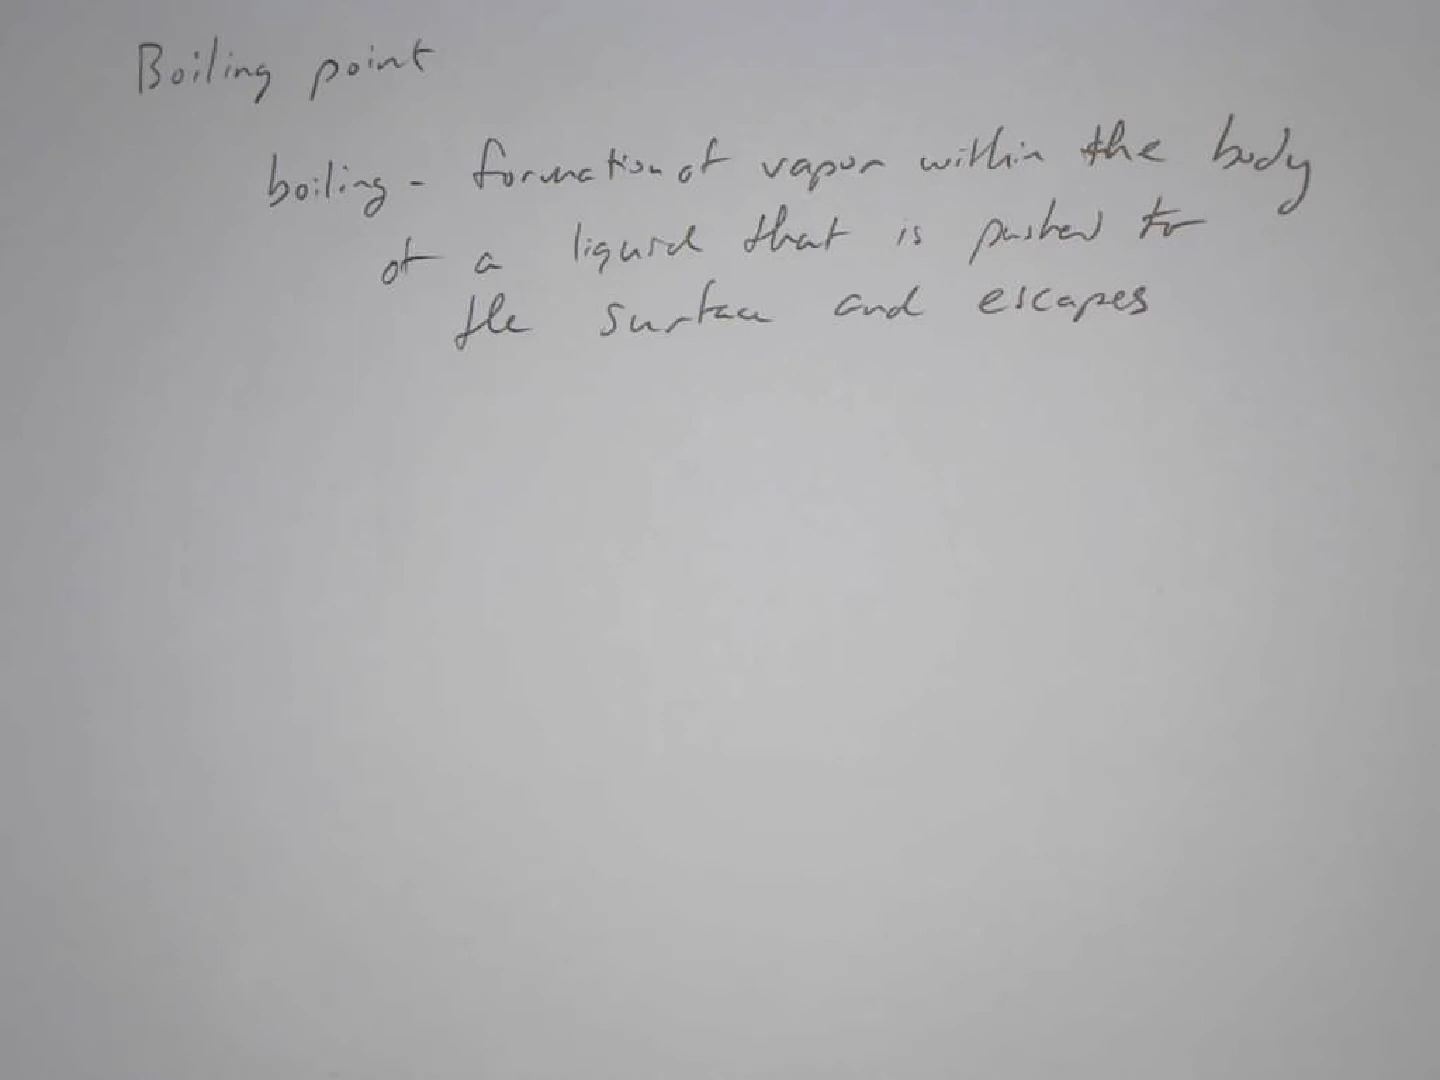 Boiling point
boiling - formation of vapor within the body
of a liquid that is pushed to
the surface and escapes